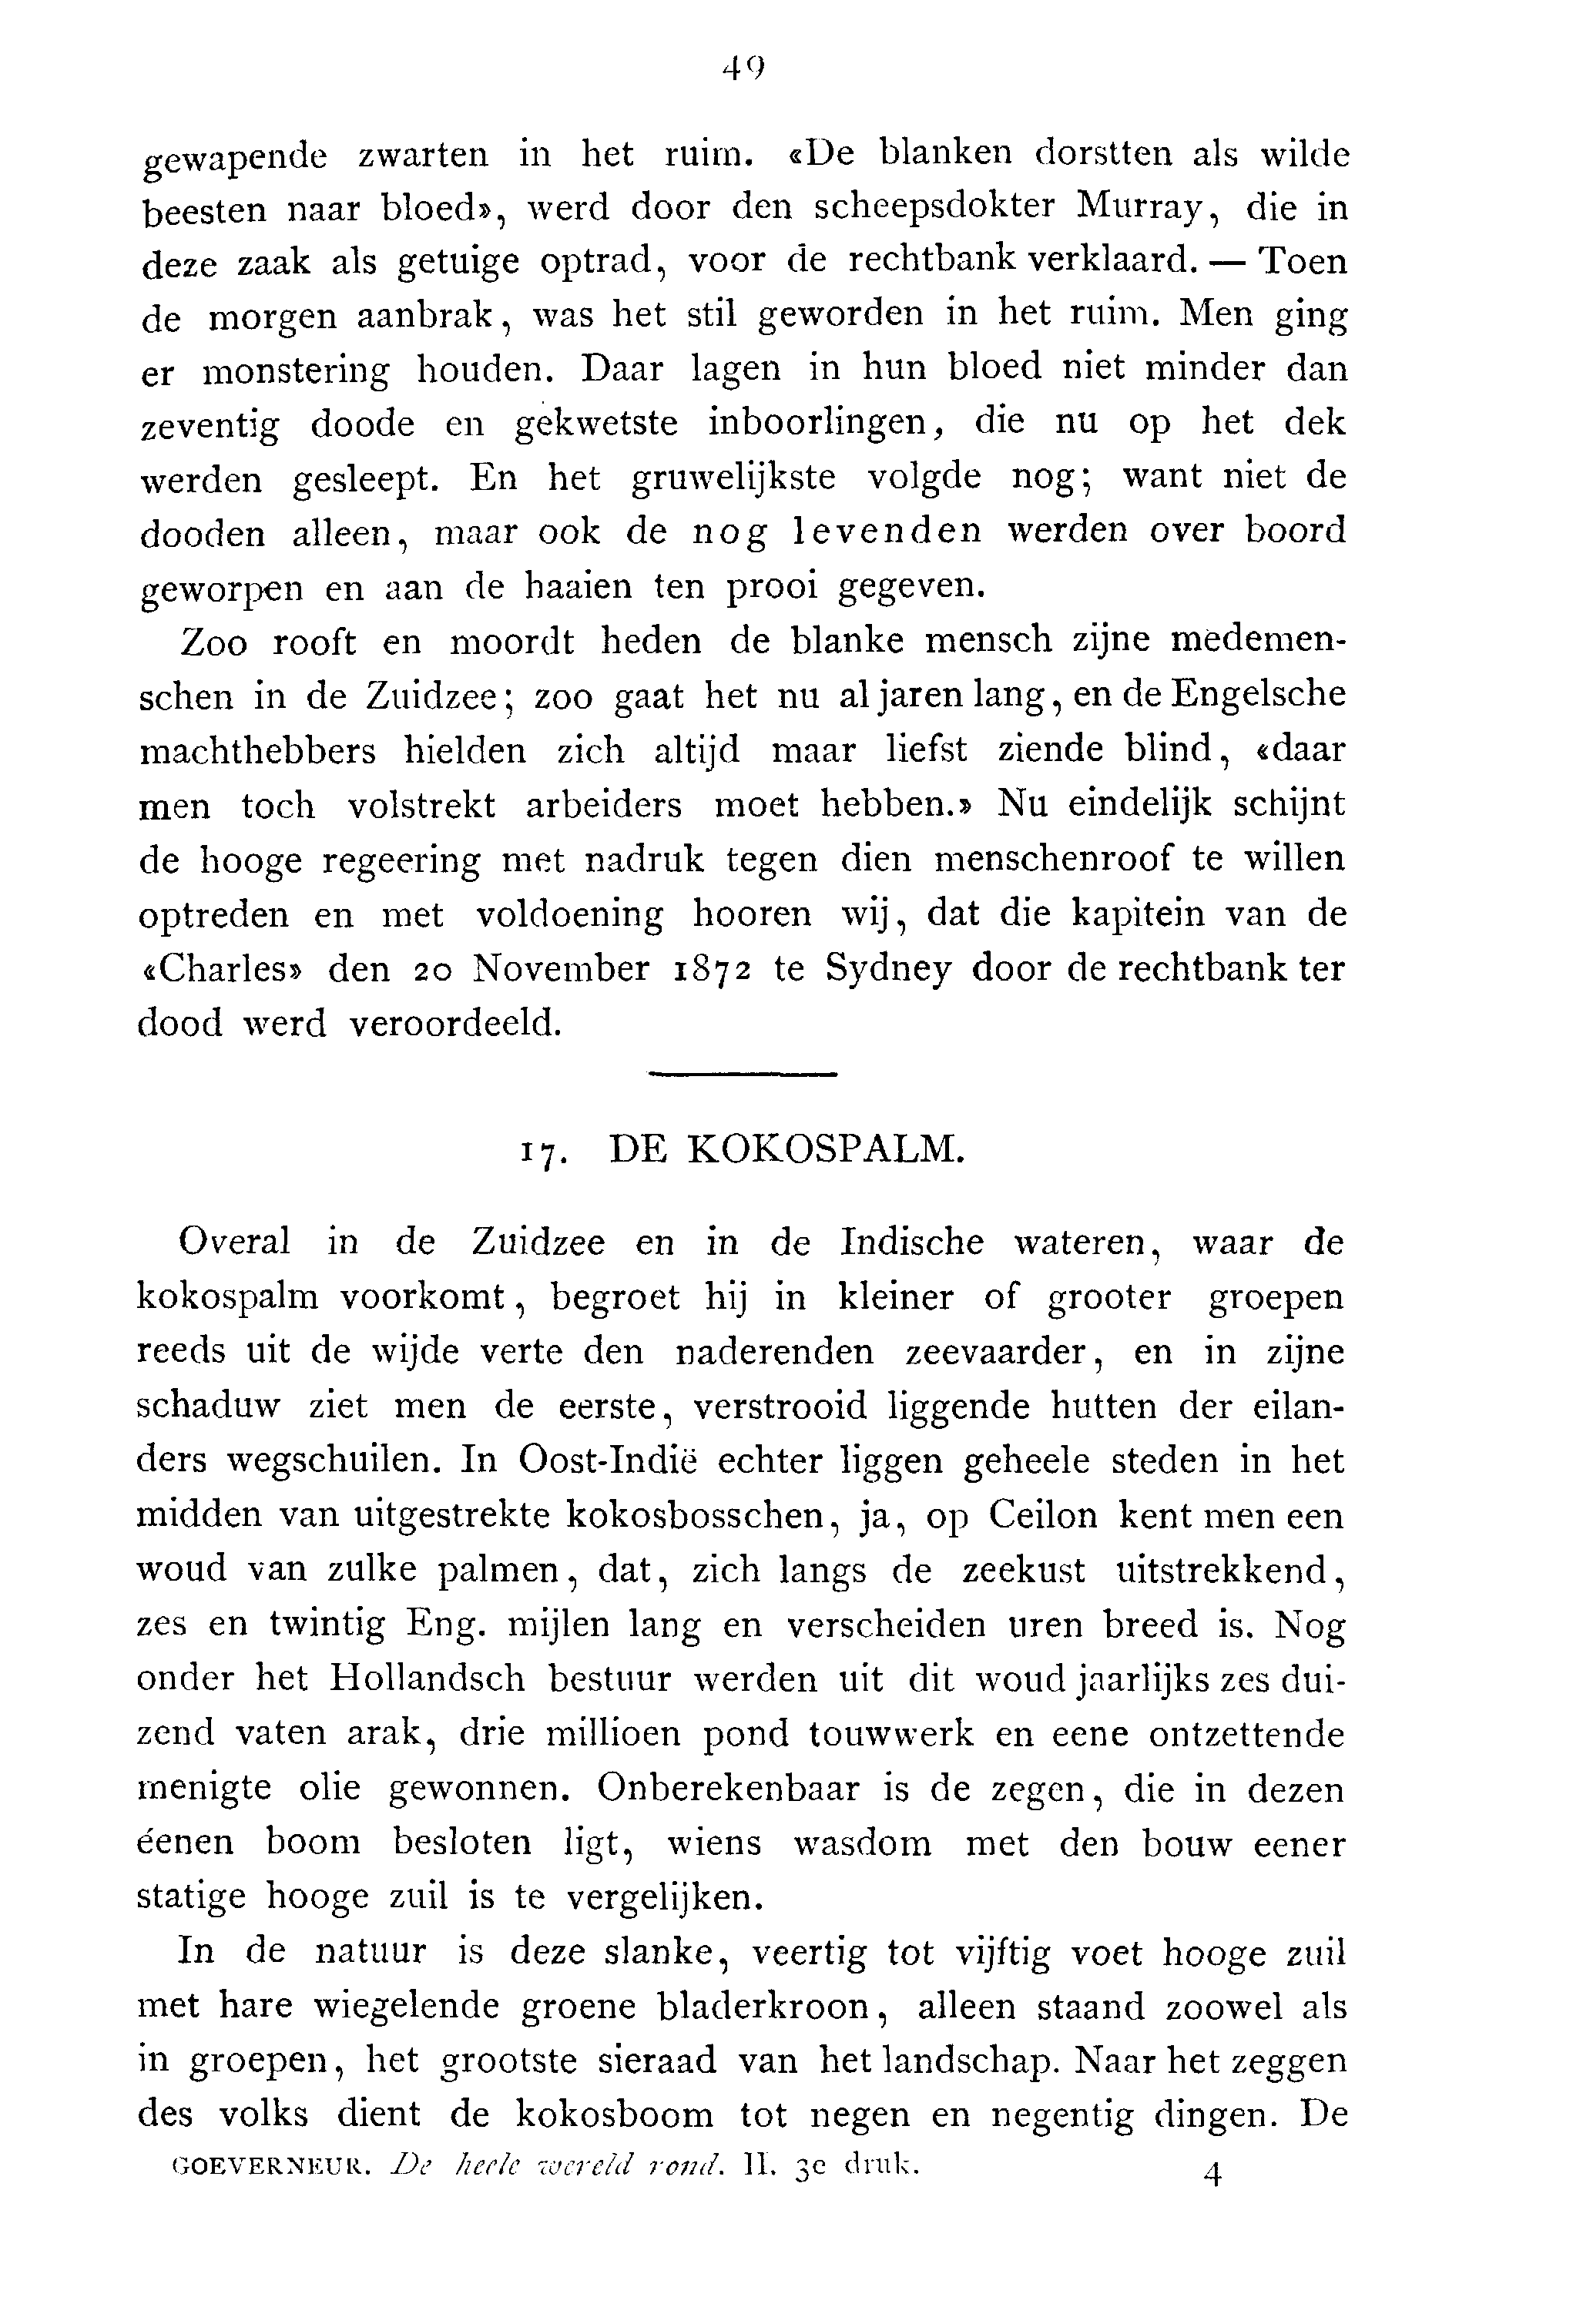 49
gewapende zwarten in het ruim. «De blanken dorstten als wilde
beesten naar bloed», werd door den scheepsdokter Murray, die in
deze zaak als getuige optrad, voor de rechtbank verklaard. — Toen
de morgen aanbrak, was het stil geworden in het ruim. Men ging
er monstering houden. Daar lagen in hun bloed niet minder dan
zeventig doode en gekwetste inboorlingen, die nu op het dek
werden gesleept. En het gruwelijkste volgde nog; want niet de
dooden alleen, maar ook de nog levenden werden over boord
geworpen en aan de haaien ten prooi gegeven.
Zoo rooft en moordt heden de blanke mensch zijne medemen-
schen in de Zuidzee; zoo gaat het nu al jaren lang, en de Engelsche
machthebbers hielden zich altijd maar liefst ziende blind, «daar
men toch volstrekt arbeiders moet hebben.» Nu eindelijk schijnt
de hooge regeering met nadruk tegen dien menschenroof te willen
optreden en met voldoening hooren wij, dat die kapitein van de
«Charles» den 20 November 1872 te Sydney door de rechtbank ter
dood werd veroordeeld.
17. DE KOKOSPALM.
Overal in de Zuidzee en in de Indische wateren, waar de
kokospalm voorkomt, begroet hij in kleiner of grooter groepen
reeds uit de wijde verte den naderenden zeevaarder, en in zijne
schaduw ziet men de eerste, verstrooid liggende hutten der eilan-
ders wegschuilen. In Oost-Indië echter liggen geheele steden in het
midden van uitgestrekte kokosbosschen, ja, op Ceilon kent men een
woud van zulke palmen, dat, zich langs de zeekust uitstrekkend,
zes en twintig Eng. mijlen lang en verscheiden uren breed is. Nog
onder het Hollandsch bestuur werden uit dit woud jaarlijks zes dui-
zend vaten arak, drie millioen pond touwwerk en eene ontzettende
menigte olie gewonnen. Onberekenbaar is de zegen, die in dezen
éenen boom besloten ligt, wiens wasdom met den bouw eener
statige hooge zuil is te vergelijken.
In de natuur is deze slanke, veertig tot vijftig voet hooge zuil
met hare wiegelende groene bladerkroon, alleen staand zoowel als
in groepen, het grootste sieraad van het landschap. Naar het zeggen
des volks dient de kokosboom tot negen en negentig dingen. De
GOEVERNEUR. De heele wereld rond. II. 3e druk. 4